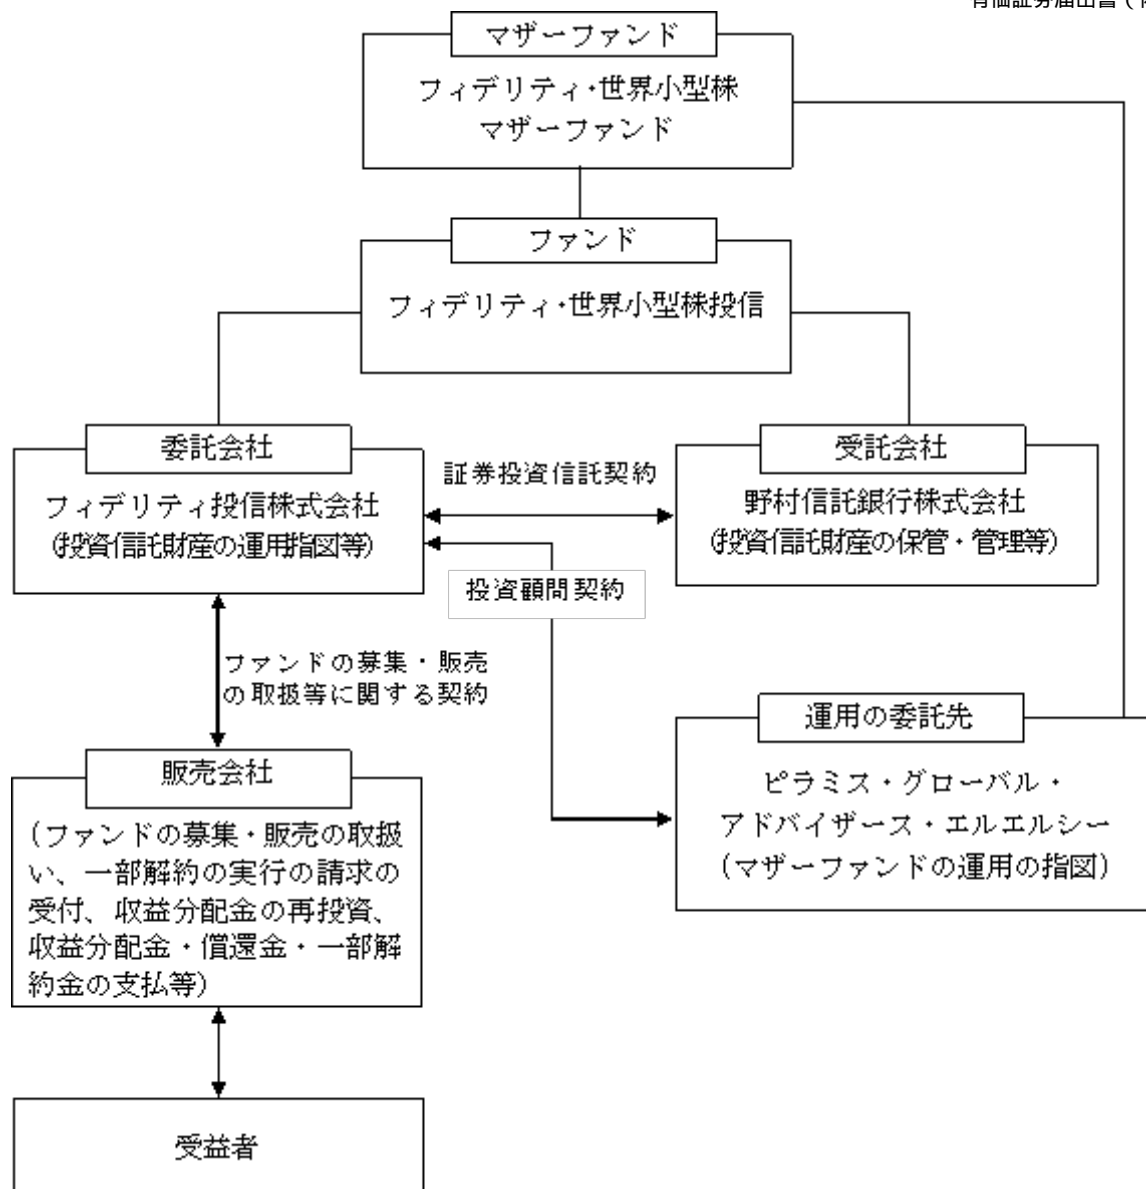 有価証券届出書(
マザーファンド
フィデリティ・世界小型株
マザーファンド
ファンド
フィデリティ・世界小型株投信
委託会社
フィデリティ投信株式会社
(投資信託財産の運用指図等)
証券投資信託契約
受託会社
野村信託銀行株式会社
(投資信託財産の保管・管理等)
投資顧問契約
ファンドの募集・販売
の取扱等に関する契約
運用の委託先
ピラミス・グローバル・
アドバイザース・エルエルシー
(マザーファンドの運用の指図)
販売会社
(ファンドの募集・販売の取扱
い、一部解約の実行の請求の
受付、収益分配金の再投資、
収益分配金・償還金・一部解
約金の支払等)
受益者